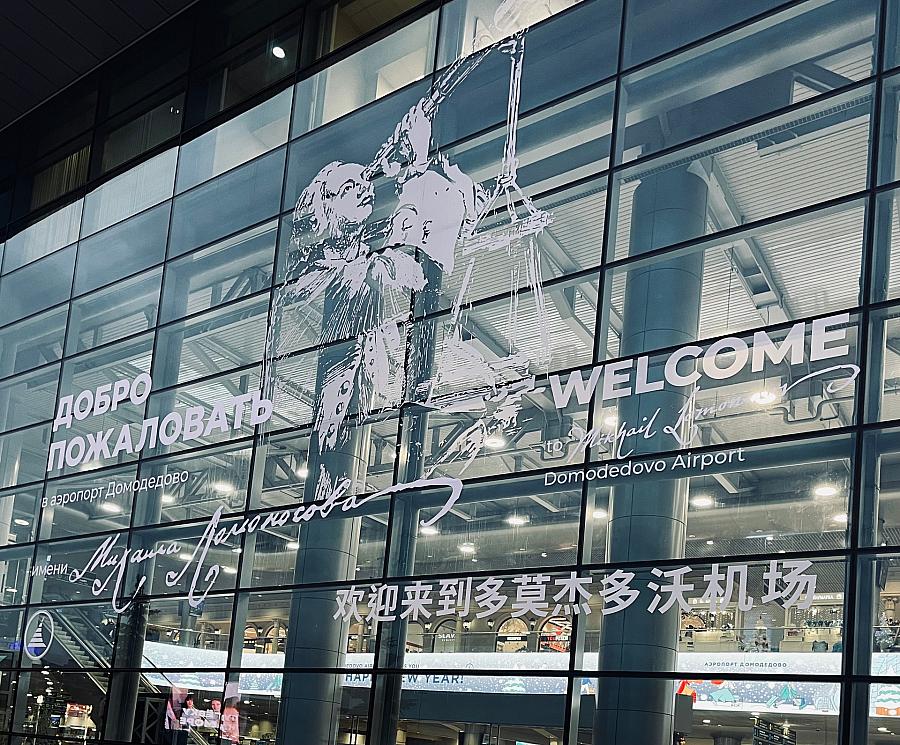 ДОБРО
ПОЖАЛОВАТЬ
в аэропорт Домодедово
имени Михаила Ломоносова
WELCOME
to Mikhail Lomonosov
Domodedovo Airport
欢迎来到多莫杰多沃机场
АЭРОПОРТ ДОМОДЕДОВО
HAPPY NEW YEAR!